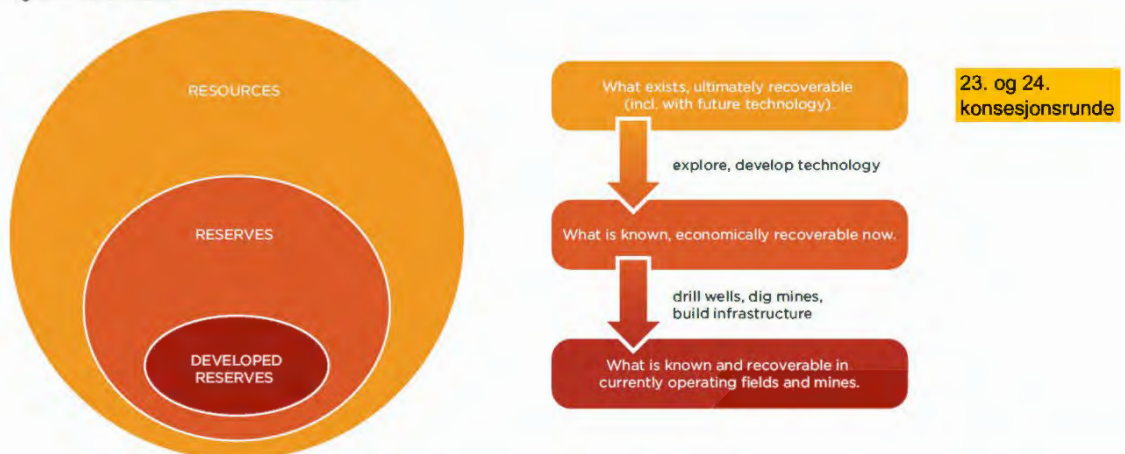 RESOURCES
RESERVES
DEVELOPED
RESERVES
What exists, ultimately recoverable
(incl. with future technology).
explore, develop technology
What is known, economically recoverable now.
drill wells, dig mines,
build infrastructure
What is known and recoverable in
currently operating fields and mines.
23. og 24.
konsesjonsrunde